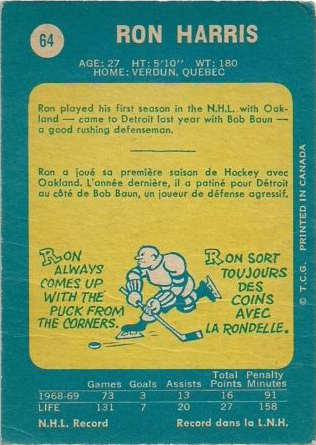 64
RON HARRIS
AGE: 27 HT: 5'10" WT: 180
HOME: VERDUN, QUEBEC
Ron played his first season in the N.H.L. with Oak-
land — came to Detroit last year with Bob Baun —
a good rushing defenseman.
Ron a joué sa première saison de Hockey avec
Oakland. L'année dernière, il a patiné pour Détroit
au côté de Bob Baun, un joueur de défense agressif.
RON
ALWAYS
COMES UP
WITH THE
PUCK FROM
THE CORNERS.
RON SORT
TOUJOURS
DES
COINS
AVEC
LA RONDELLE.
© T.C.G. PRINTED IN CANADA
Games Goals Assists Total Points Penalty Minutes
1968-69 73 3 13 16 91
LIFE 131 7 20 27 158
N.H.L. Record Record dans la L.N.H.